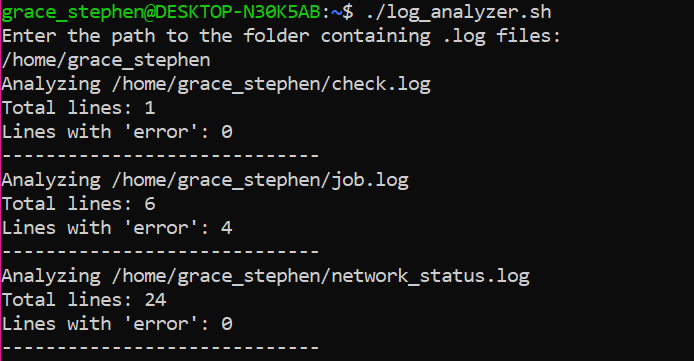 grace_stephen@DESKTOP-N30K5AB:~$ ./log_analyzer.sh
Enter the path to the folder containing .log files:
/home/grace_stephen
Analyzing /home/grace_stephen/check.log
Total lines: 1
Lines with 'error': 0
-----------------------------
Analyzing /home/grace_stephen/job.log
Total lines: 6
Lines with 'error': 4
-----------------------------
Analyzing /home/grace_stephen/network_status.log
Total lines: 24
Lines with 'error': 0
-----------------------------